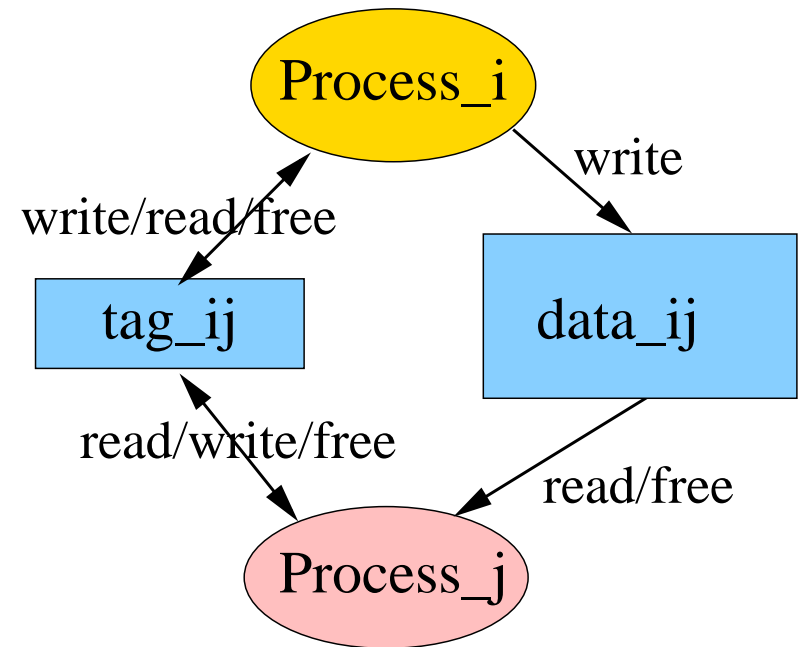 Process_i
write
write/read/free
tag_ij
data_ij
read/write/free
read/free
Process_j